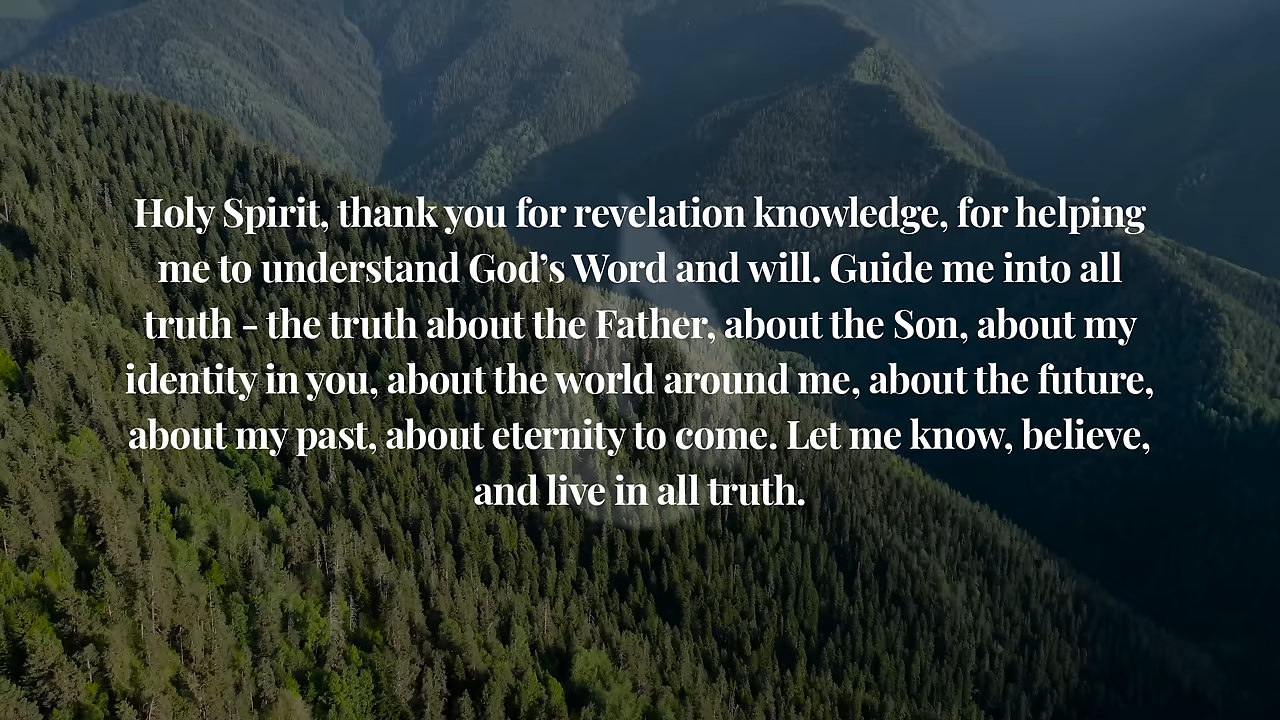 Holy Spirit, thank you for revelation knowledge, for helping
me to understand God’s Word and will. Guide me into all
truth - the truth about the Father, about the Son, about my
identity in you, about the world around me, about the future,
about my past, about eternity to come. Let me know, believe,
and live in all truth.